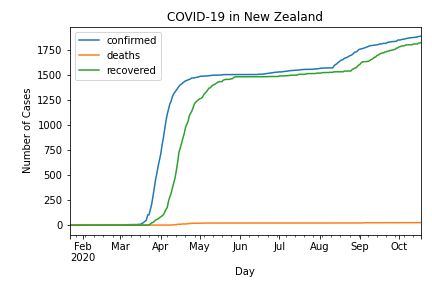 COVID-19 in New Zealand
confirmed
deaths
recovered
Number of Cases
1750
1500
1250
1000
750
500
250
0
Feb Mar Apr May Jun Jul Aug Sep Oct
2020
Day